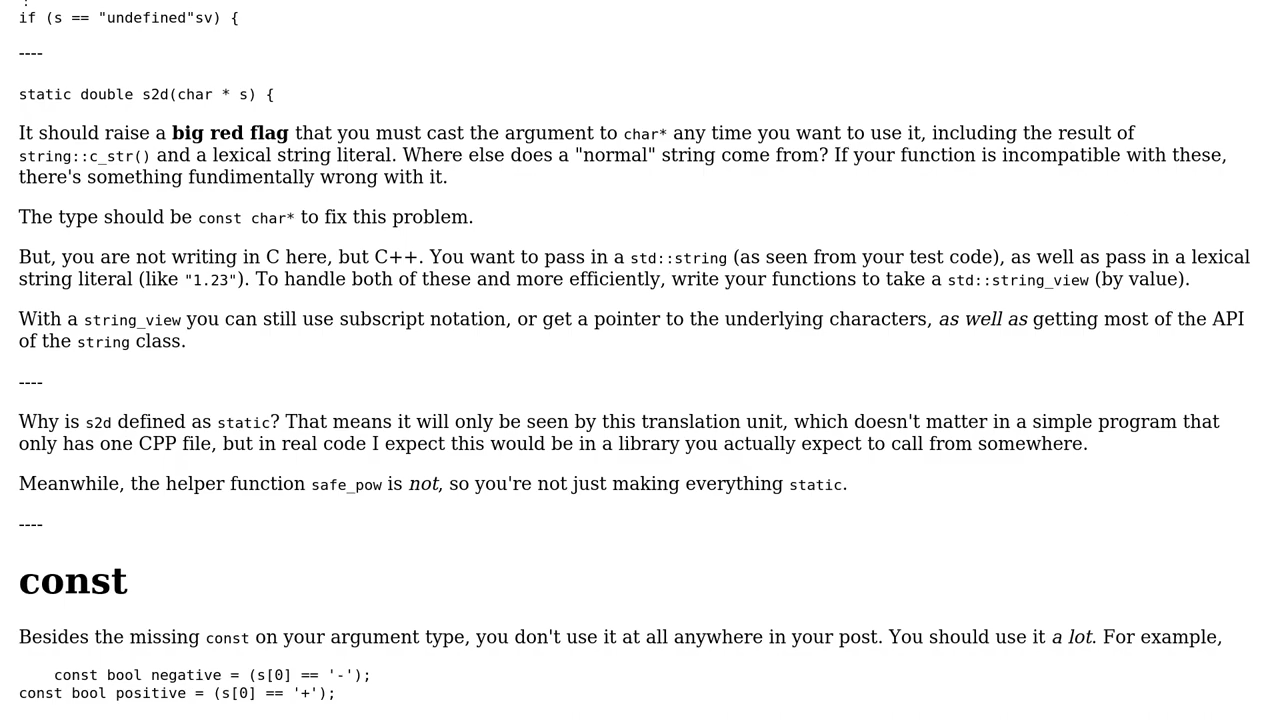 :
if (s == "undefined"sv) {
----
static double s2d(char * s) {
It should raise a big red flag that you must cast the argument to char* any time you want to use it, including the result of
string::c_str() and a lexical string literal. Where else does a "normal" string come from? If your function is incompatible with these,
there's something fundimentally wrong with it.
The type should be const char* to fix this problem.
But, you are not writing in C here, but C++. You want to pass in a std::string (as seen from your test code), as well as pass in a lexical
string literal (like "1.23"). To handle both of these and more efficiently, write your functions to take a std::string_view (by value).
With a string_view you can still use subscript notation, or get a pointer to the underlying characters, as well as getting most of the API
of the string class.
----
Why is s2d defined as static? That means it will only be seen by this translation unit, which doesn't matter in a simple program that
only has one CPP file, but in real code I expect this would be in a library you actually expect to call from somewhere.
Meanwhile, the helper function safe_pow is not, so you're not just making everything static.
----
const
Besides the missing const on your argument type, you don't use it at all anywhere in your post. You should use it a lot. For example,
const bool negative = (s[0] == '-');
const bool positive = (s[0] == '+');